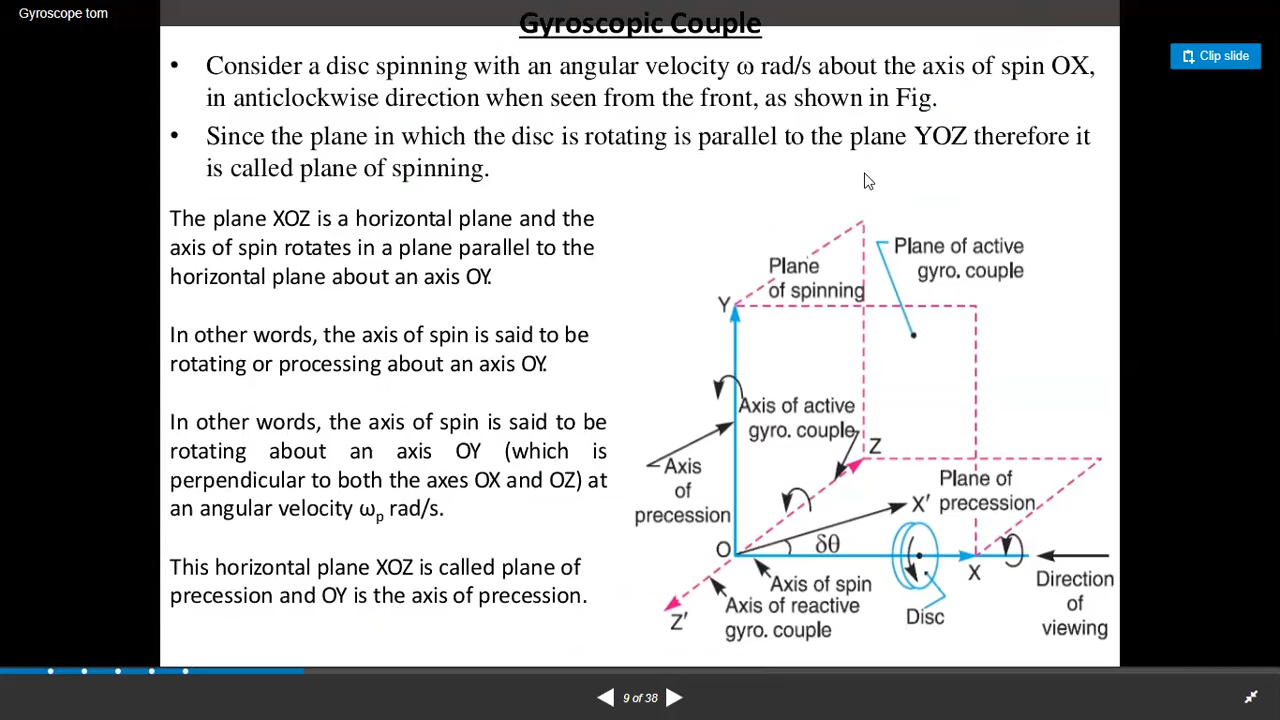 Gyroscope tom
Gyroscopic Couple
Clip slide
• Consider a disc spinning with an angular velocity ω rad/s about the axis of spin OX,
in anticlockwise direction when seen from the front, as shown in Fig.
• Since the plane in which the disc is rotating is parallel to the plane YOZ therefore it
is called plane of spinning.
The plane XOZ is a horizontal plane and the
axis of spin rotates in a plane parallel to the
horizontal plane about an axis OY.
In other words, the axis of spin is said to be
rotating or processing about an axis OY.
In other words, the axis of spin is said to be
rotating about an axis OY (which is
perpendicular to both the axes OX and OZ) at
an angular velocity ωp rad/s.
This horizontal plane XOZ is called plane of
precession and OY is the axis of precession.
Plane of active
gyro. couple
Plane
of spinning
Y
Axis of active
gyro. couple
Z
Axis
of
precession
Plane of
precession
X′
O
δθ
X
Axis of spin
Direction
of
viewing
Axis of reactive
gyro. couple
Disc
Z′
9 of 38